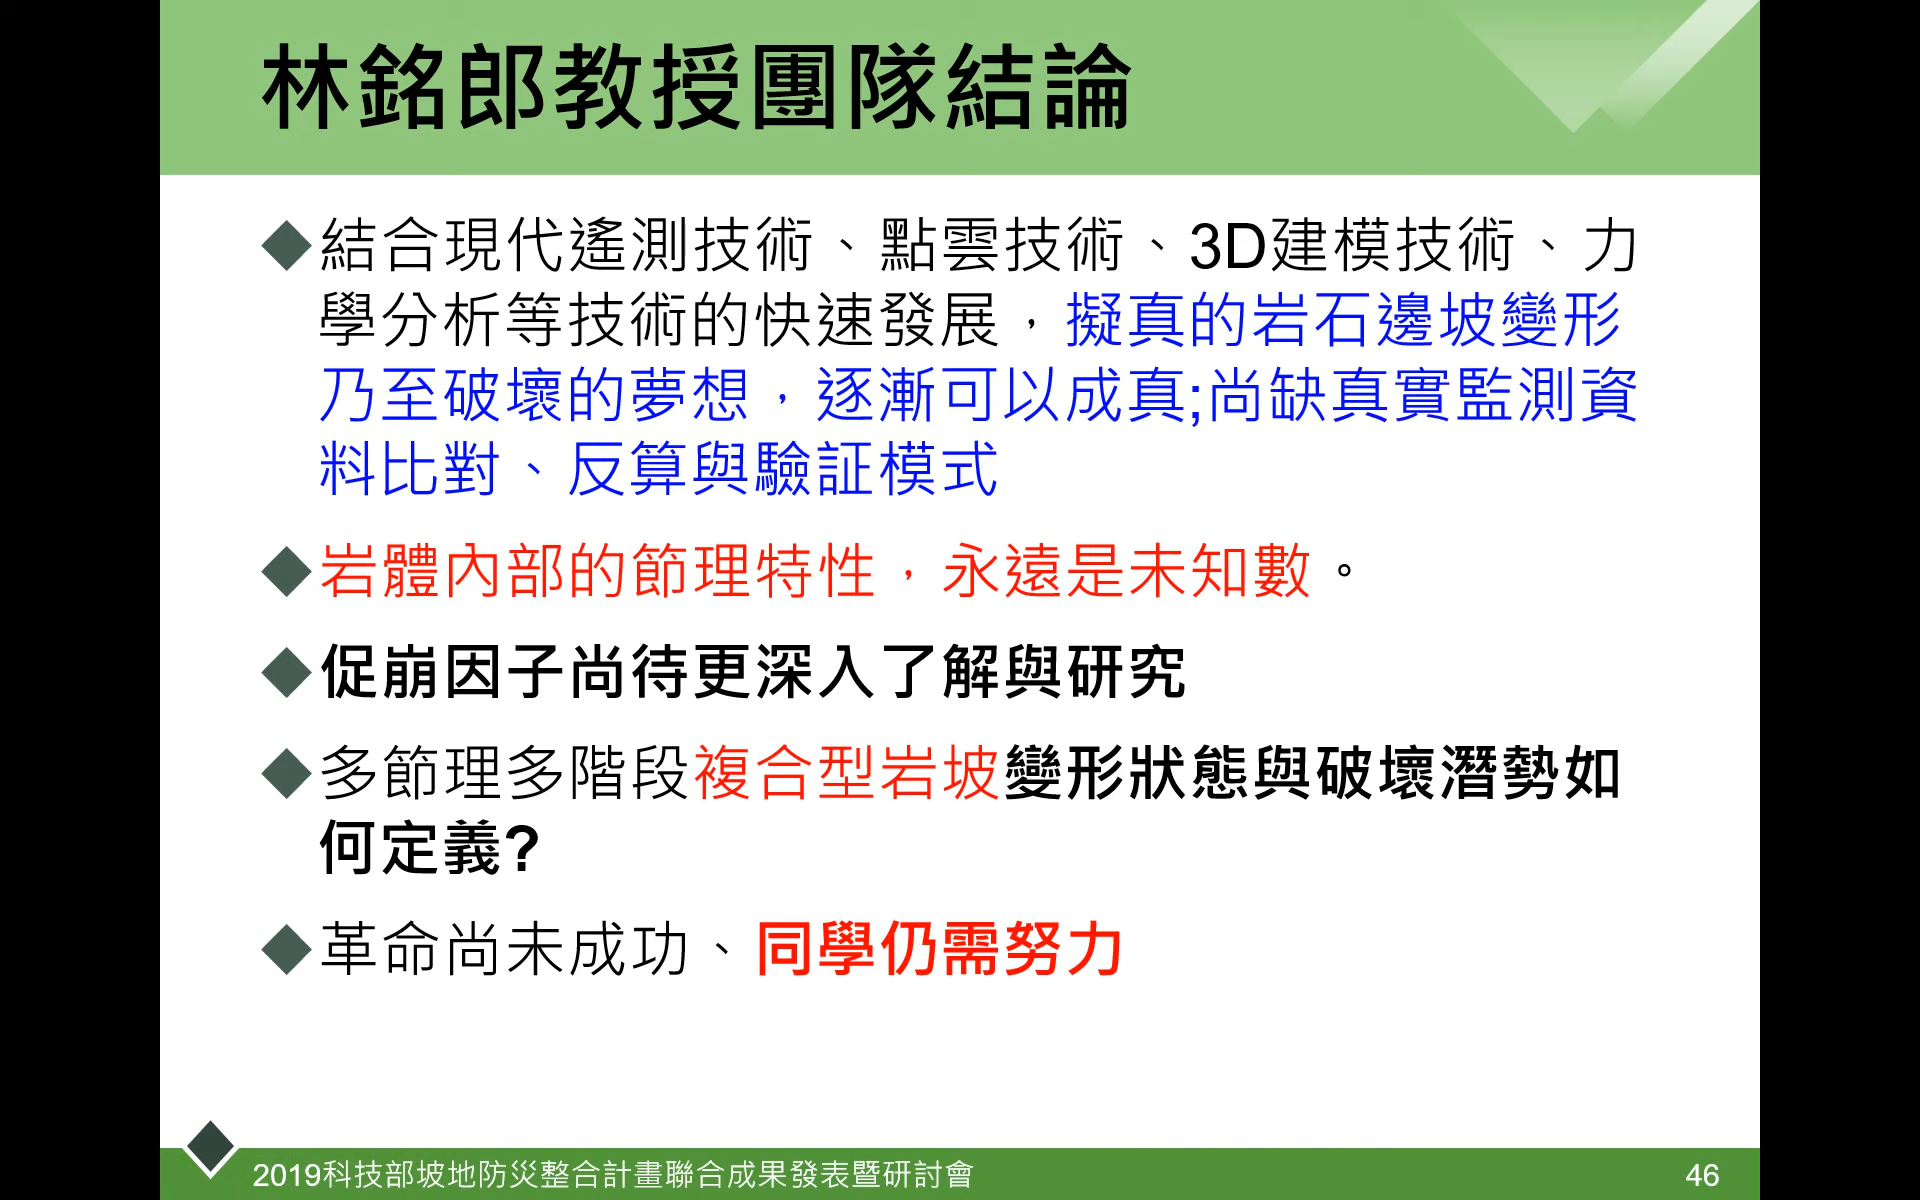 林銘郎教授團隊結論
結合現代遙測技術、點雲技術、3D建模技術、力
學分析等技術的快速發展，擬真的岩石邊坡變形
乃至破壞的夢想，逐漸可以成真;尚缺真實監測資
料比對、反算與驗証模式
岩體內部的節理特性，永遠是未知數。
促崩因子尚待更深入了解與研究
多節理多階段複合型岩坡變形狀態與破壞潛勢如
何定義?
革命尚未成功、同學仍需努力
2019科技部坡地防災整合計畫聯合成果發表暨研討會
46